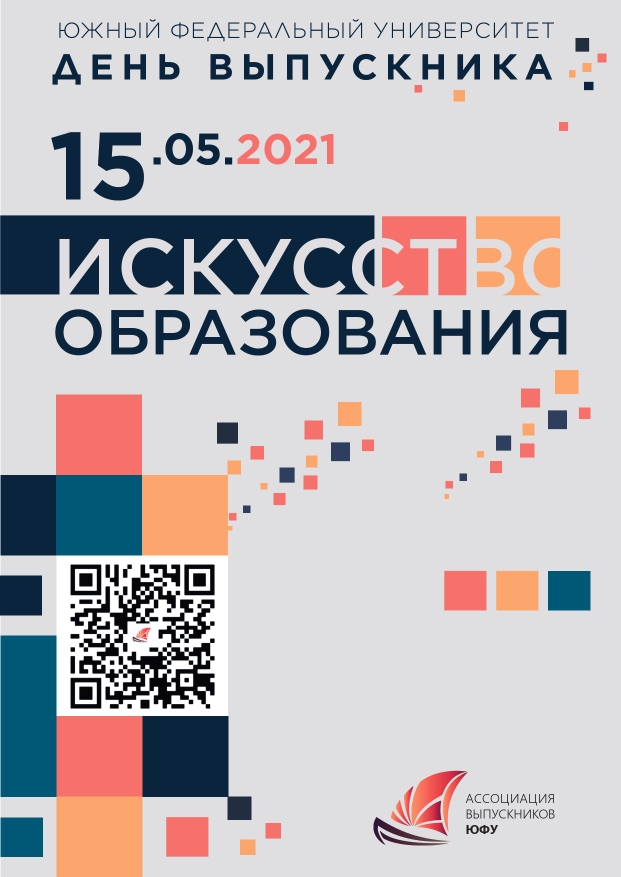 ЮЖНЫЙ ФЕДЕРАЛЬНЫЙ УНИВЕРСИТЕТ
ДЕНЬ ВЫПУСКНИКА
15.05.2021
ИСКУССТВО
ОБРАЗОВАНИЯ
АССОЦИАЦИЯ
ВЫПУСКНИКОВ
ЮФУ